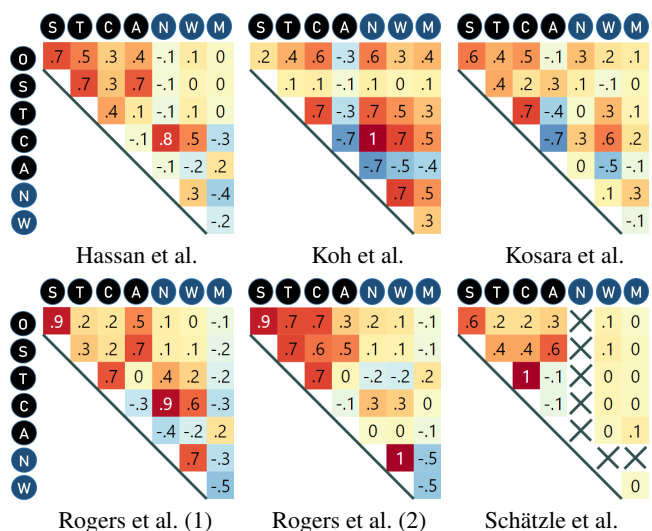 S T C A N W M S T C A N W M S T C A N W M
O .7 .5 .3 .4 -.1 .1 0 .2 .4 .6 -.3 .6 .3 .4 .6 .4 .5 -.1 .3 .2 .1
S .7 .3 .7 -.1 .1 0 .1 .1 -.1 .1 0 .1 .4 .2 .3 .1 -.1 0
T .4 .1 -.1 .1 0 .7 -.3 .7 .5 .3 .7 -.4 0 .3 .1
C -.1 .8 .5 -.3 -.7 1 .7 .5 -.7 .3 .6 .2
A -.1 -.2 .2 -.7 -.5 -.4 0 -.5 -.1
N .3 -.4 .7 .5 .1 .3
W -.2 .3 -.1
Hassan et al. Koh et al. Kosara et al.
S T C A N W M S T C A N W M S T C A N W M
O .9 .2 .2 .5 .1 0 -.1 .9 .7 .7 .3 .2 .1 -.1 .6 .2 .2 .3 .1 0
S .3 .2 .7 .1 .1 -.2 .7 .6 .5 .1 .1 -.1 .4 .4 .6 .1 0
T .7 0 .4 .2 -.2 .7 0 -.2 -.2 .2 1 -.1 0 0
C -.3 .9 .6 -.3 -.1 .3 .3 0 -.1 0 0
A -.4 -.2 .2 0 0 -.1 0 .1
N .7 -.3 1 -.5
W -.5 -.5 0
Rogers et al. (1) Rogers et al. (2) Schätzle et al.